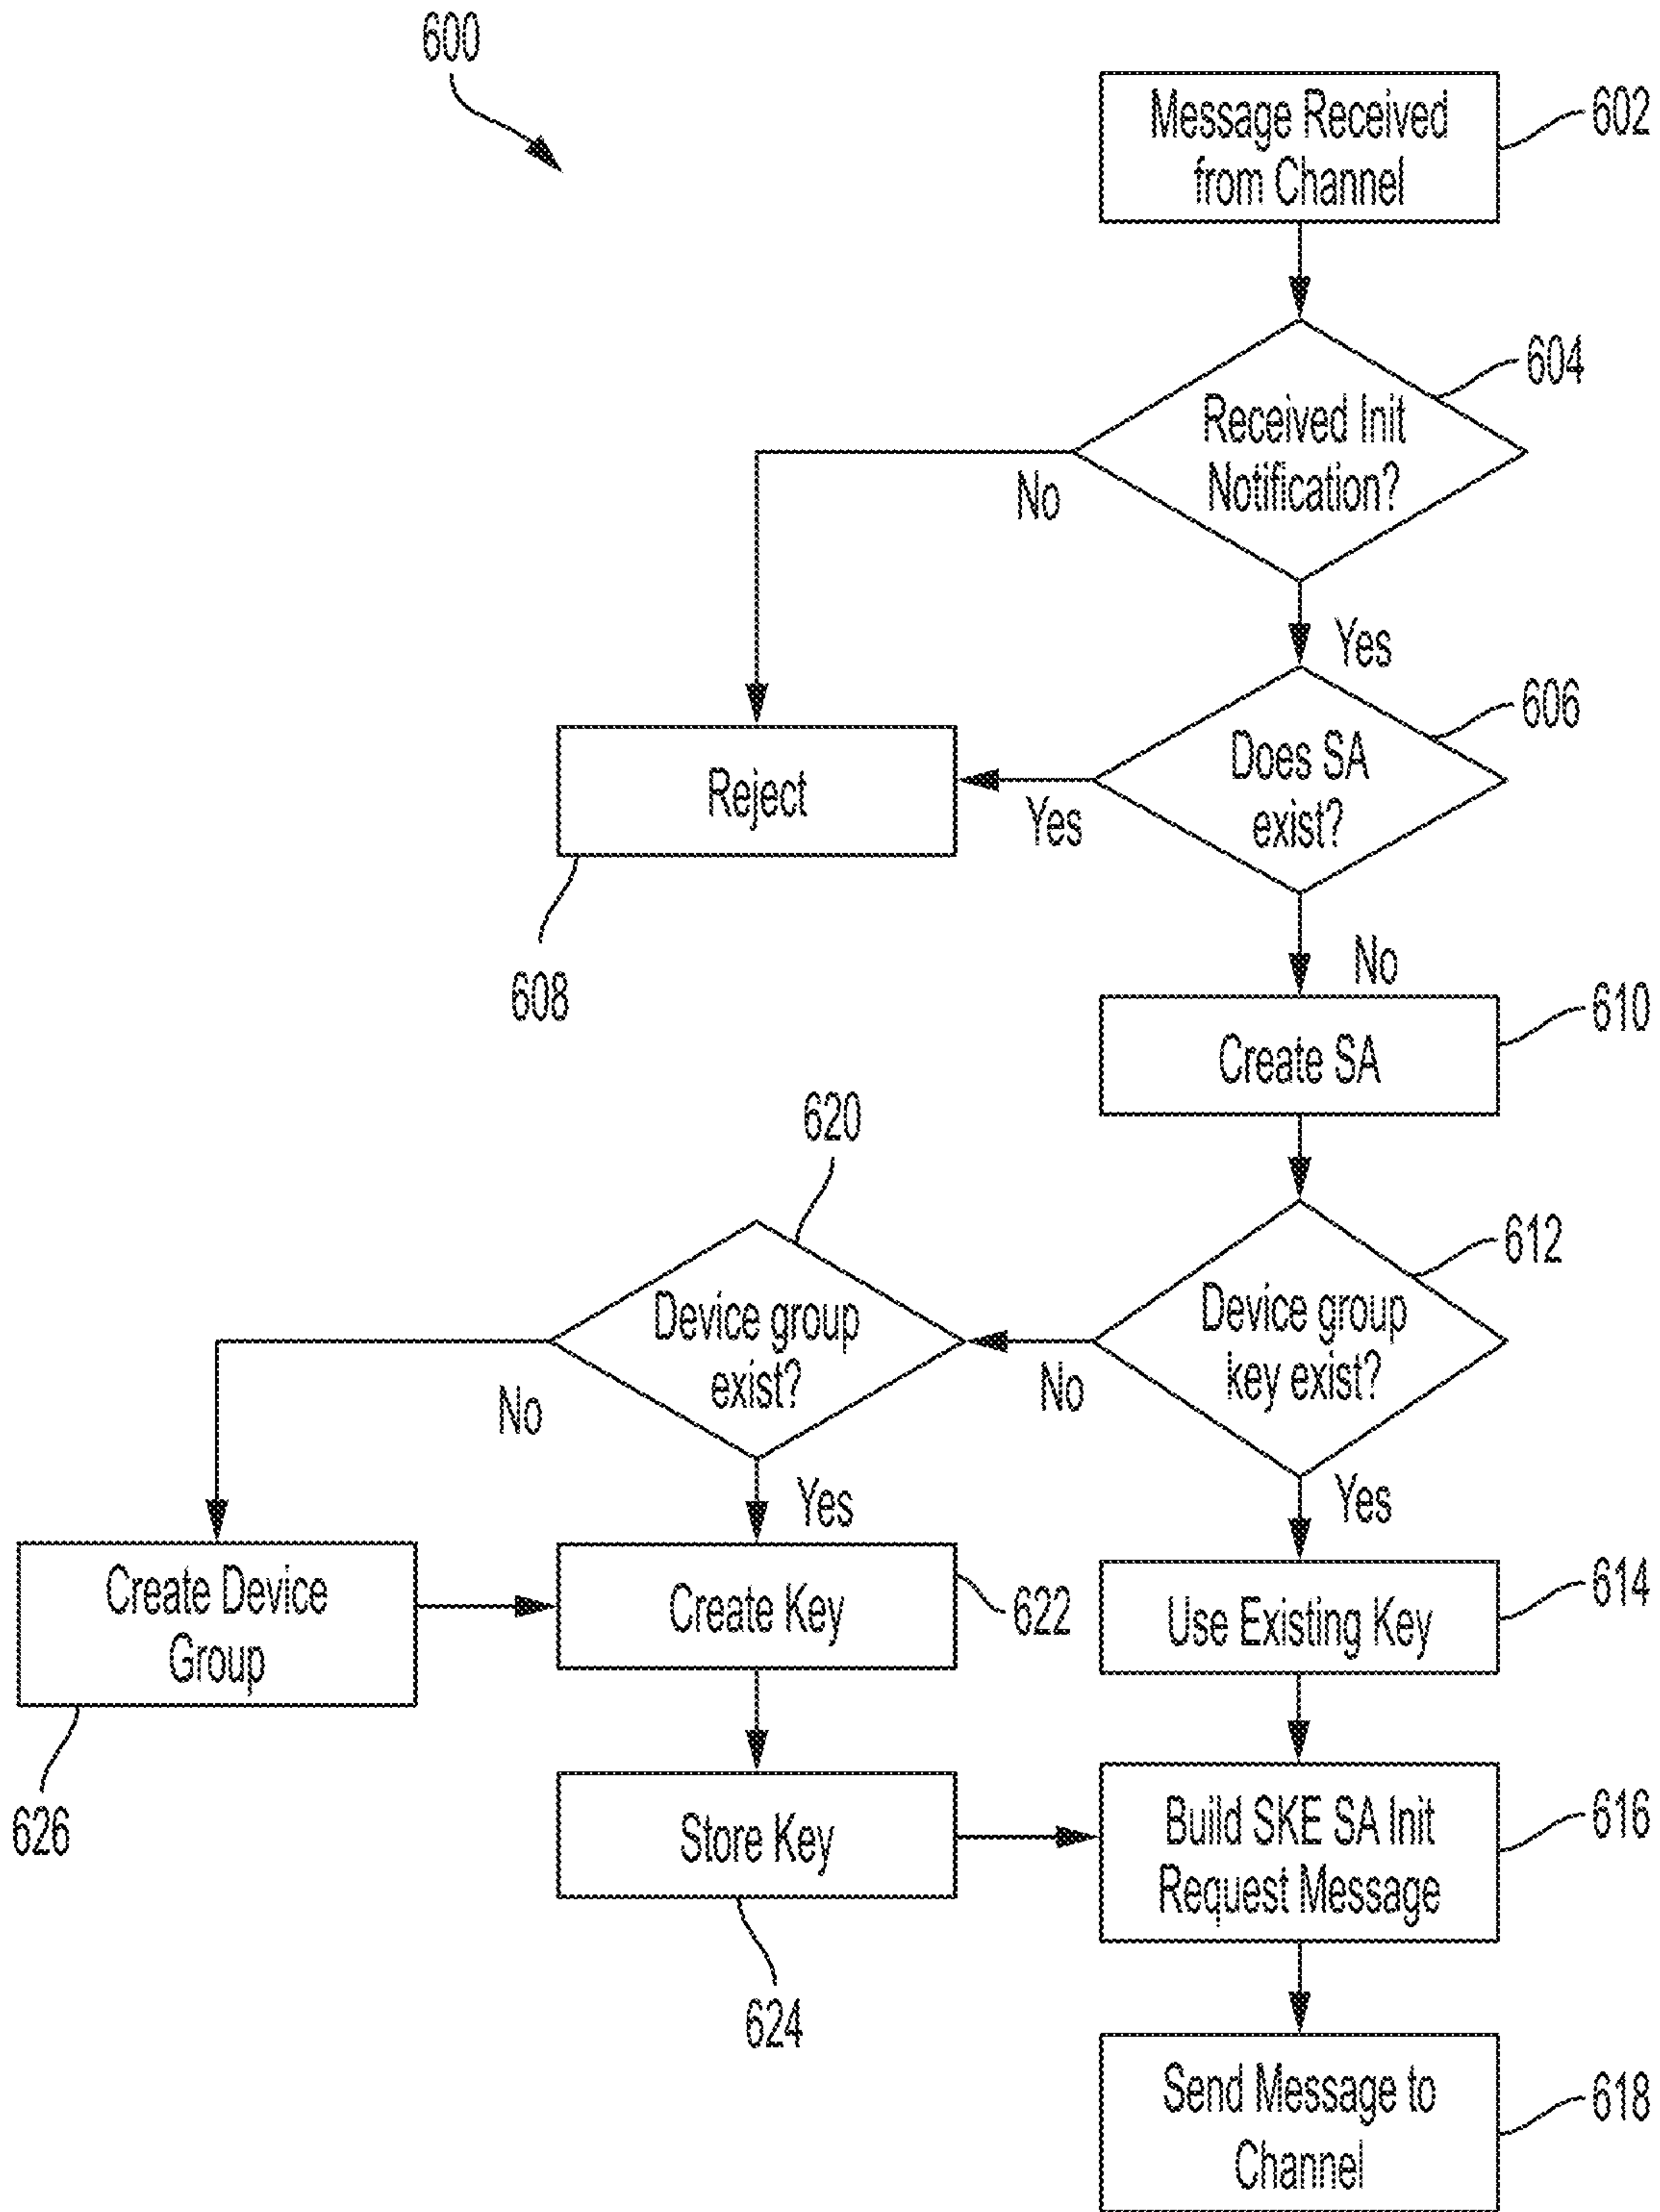 600
Message Received
from Channel
602
604
Received Init
Notification?
No
Yes
606
Does SA
exist?
Yes
Reject
608
No
610
Create SA
620
612
Device group
exist?
Device group
key exist?
No
No
Yes
Yes
Create Device
Group
Create Key
622
Use Existing Key
614
626
Store Key
Build SKE SA Init
Request Message
616
624
Send Message to
Channel
618